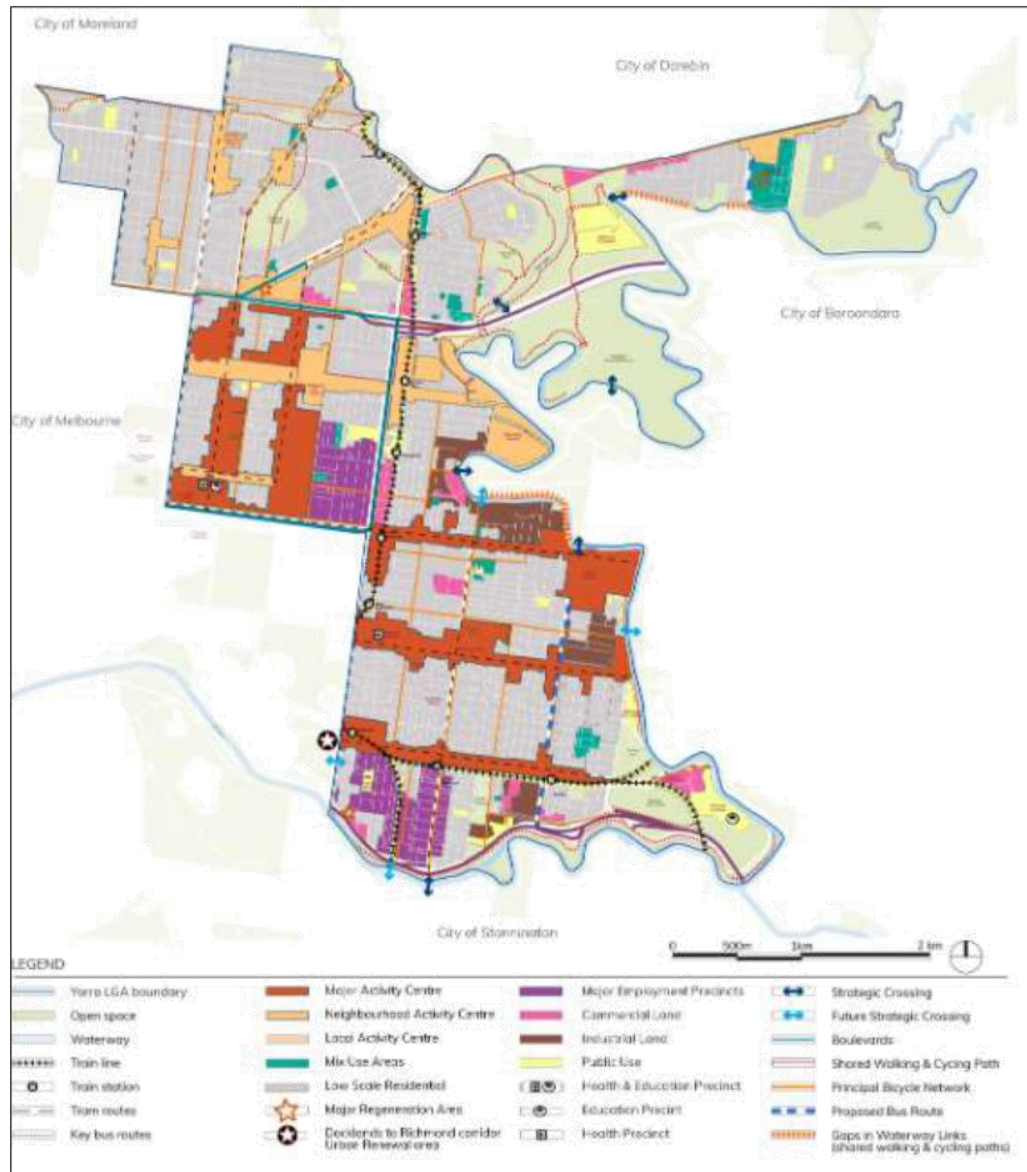 City of Moreland
City of Darebin
City of Boroondara
City of Melbourne
City of Stonnington
0 500m 1km 2 km
LEGEND
Yarra LGA boundary
Open space
Waterway
Train line
Train station
Tram routes
Key bus routes
Major Activity Centre
Neighbourhood Activity Centre
Local Activity Centre
Mix Use Areas
Low Scale Residential
Major Regeneration Area
Docklands to Richmond corridor
Urban Renewal area
Major Employment Precincts
Commercial Land
Industrial Land
Public Use
Health & Education Precinct
Education Precint
Health Precinct
Strategic Crossing
Future Strategic Crossing
Boulevards
Shared Walking & Cycling Path
Principal Bicycle Network
Proposed Bus Route
Gaps in Waterway Links
(shared walking & cycling paths)